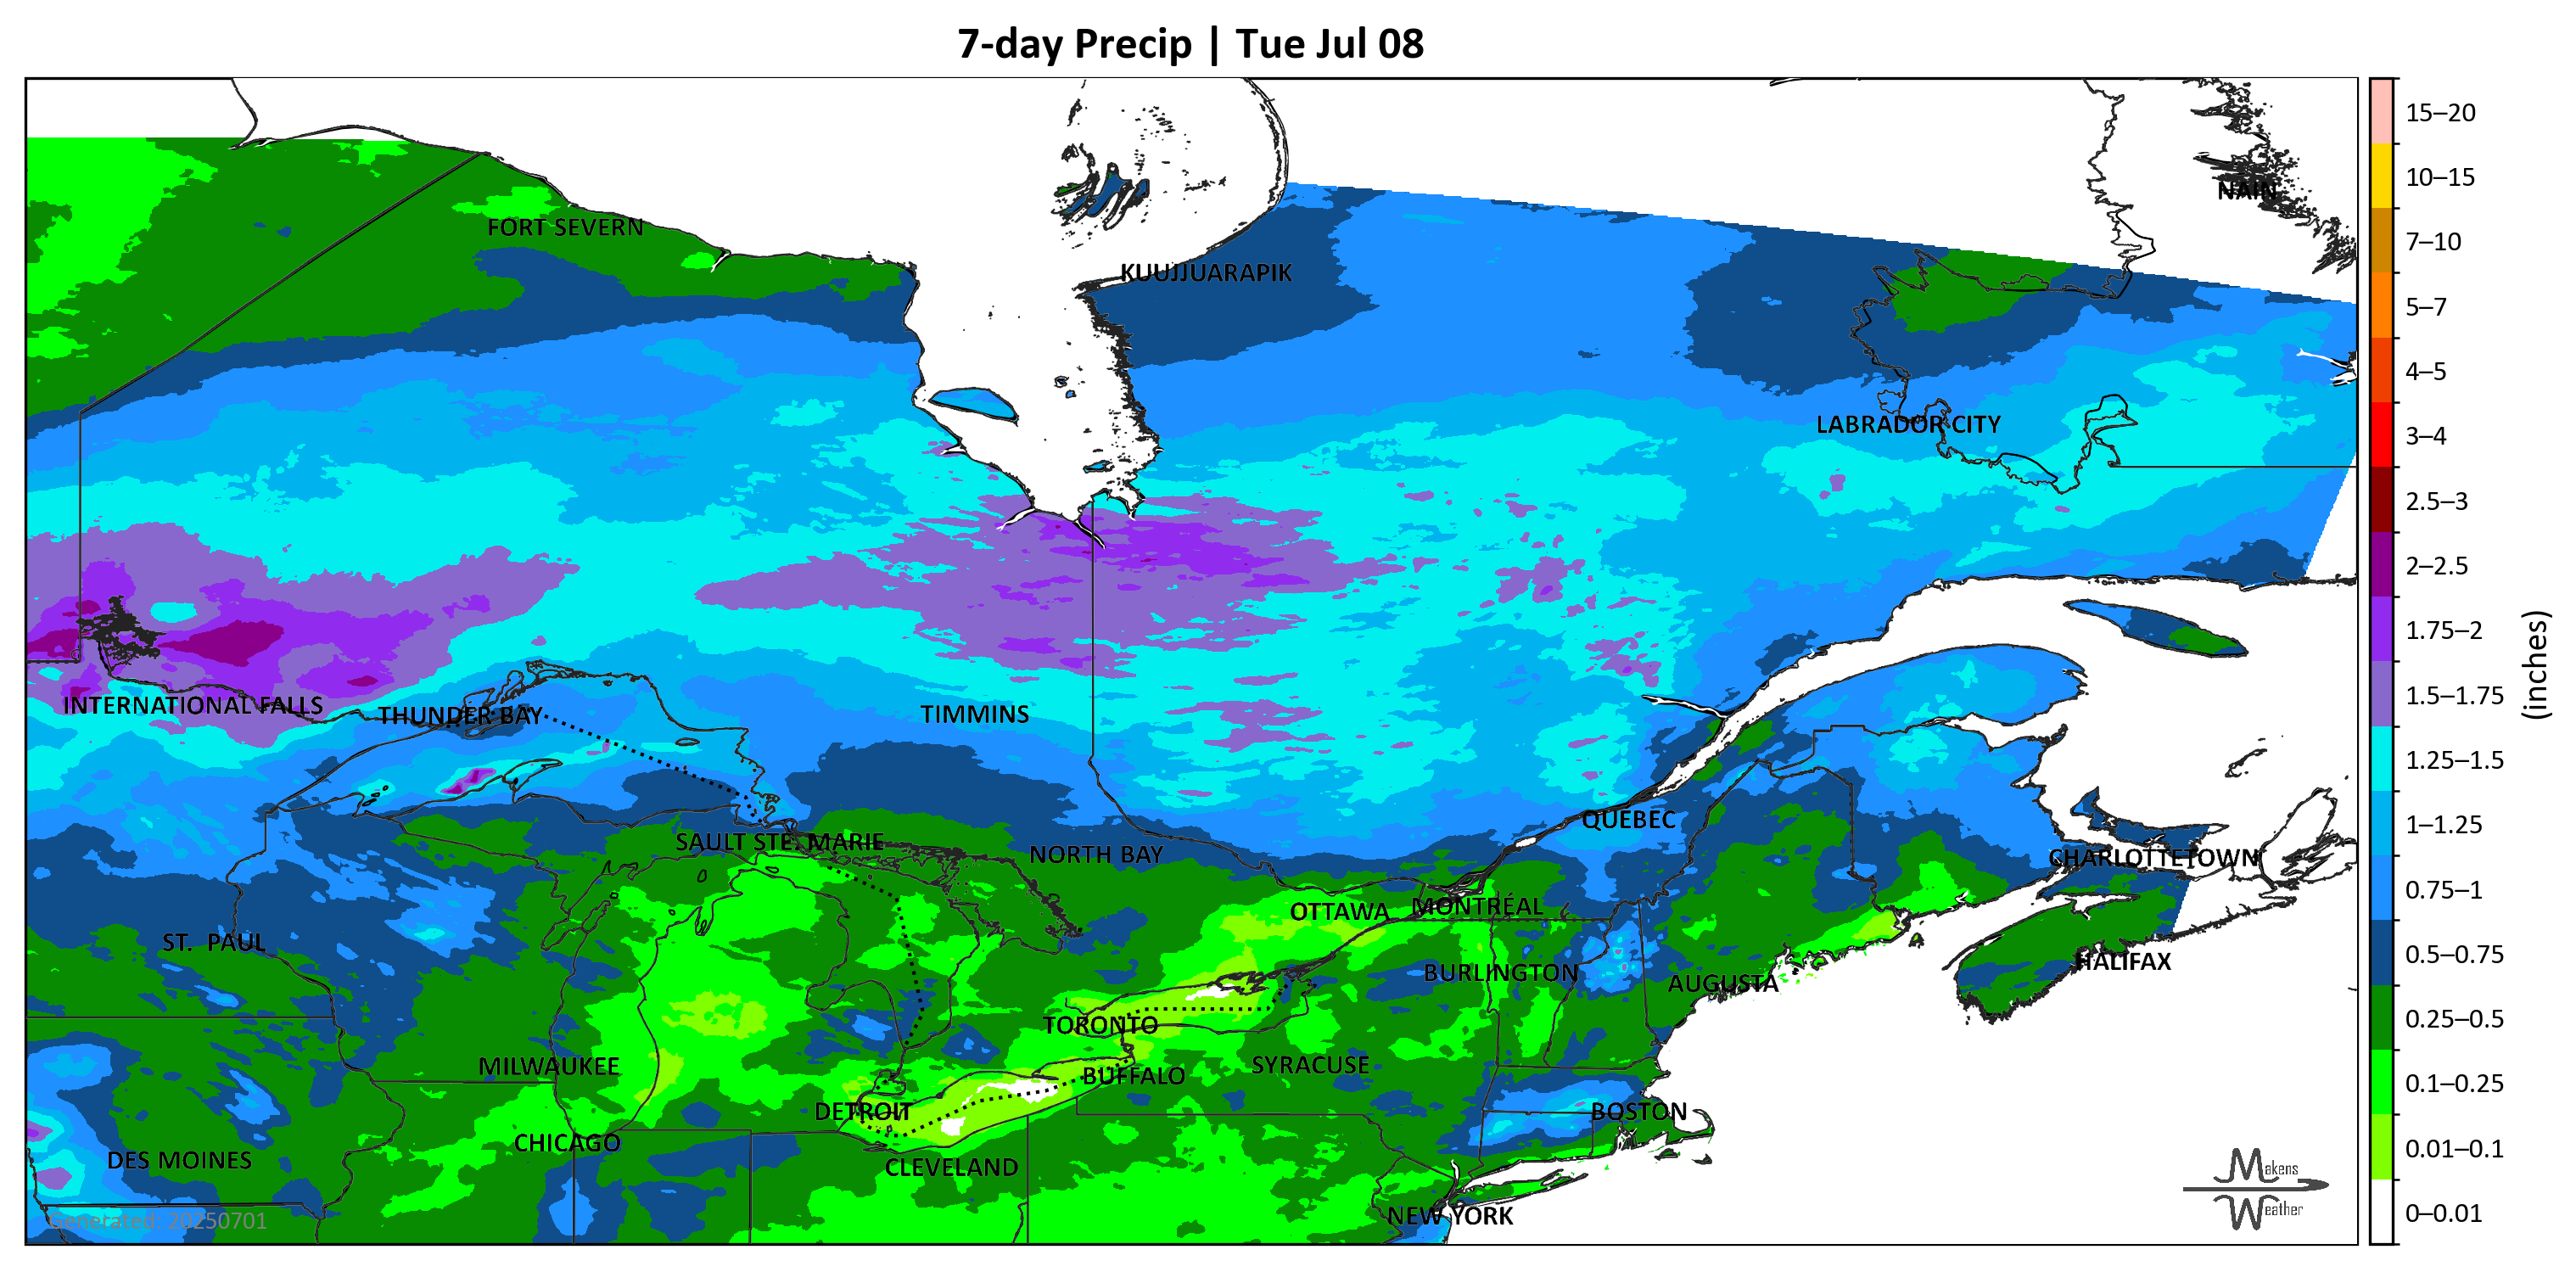 7-day Precip | Tue Jul 08
15–20
NAIN
10–15
FORT SEVERN
7–10
KUUJJUARAPIK
5–7
4–5
LABRADOR CITY
3–4
2.5–3
2–2.5
1.75–2
(inches)
1.5–1.75
INTERNATIONAL FALLS
THUNDER BAY
TIMMINS
1.25–1.5
QUÉBEC
1–1.25
SAULT STE. MARIE
NORTH BAY
CHARLOTTETOWN
0.75–1
OTTAWA
MONTRÉAL
ST. PAUL
0.5–0.75
HALIFAX
BURLINGTON
AUGUSTA
0.25–0.5
TORONTO
MILWAUKEE
SYRACUSE
BUFFALO
0.1–0.25
DETROIT
BOSTON
CHICAGO
0.01–0.1
DES MOINES
CLEVELAND
Makens
Weather
NEW YORK
0–0.01
Generated: 20250701